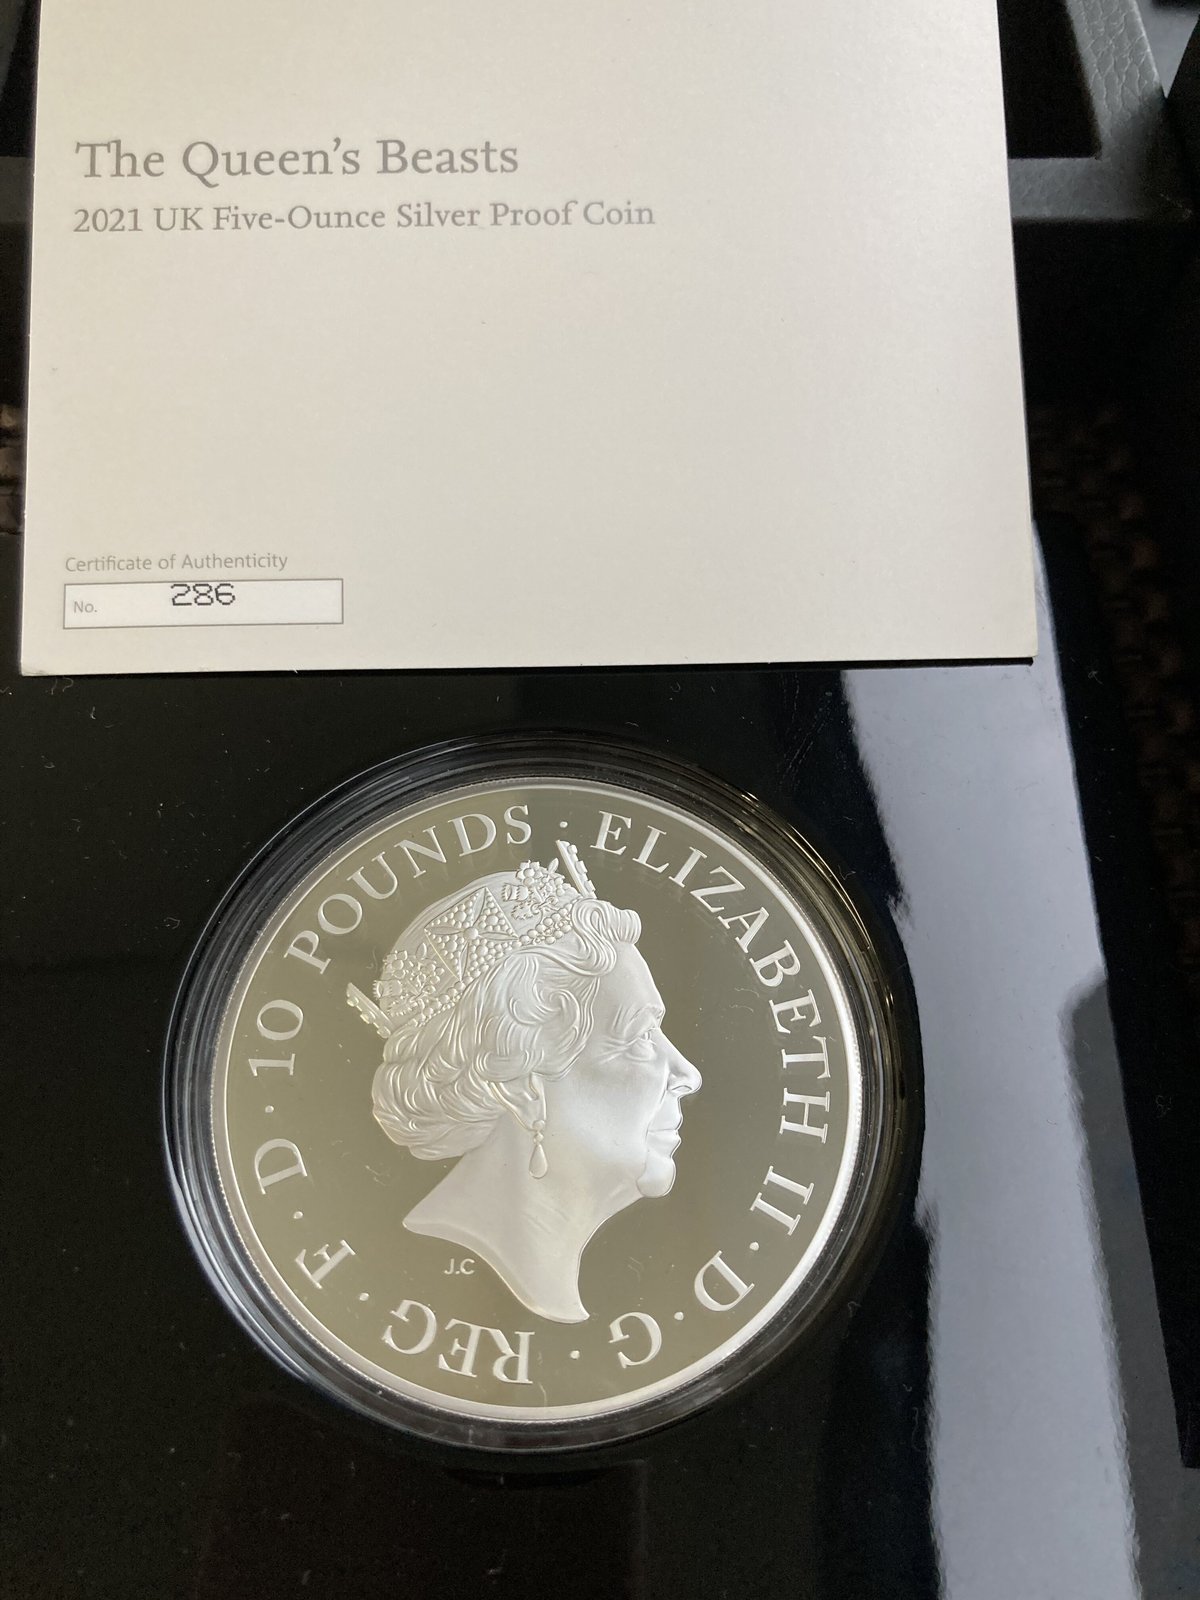 The Queen's Beasts
2021 UK Five-Ounce Silver Proof Coin
Certificate of Authenticity
No. 286
ELIZABETH II · D · G · REG · F · D · 10 POUNDS ·
J.C